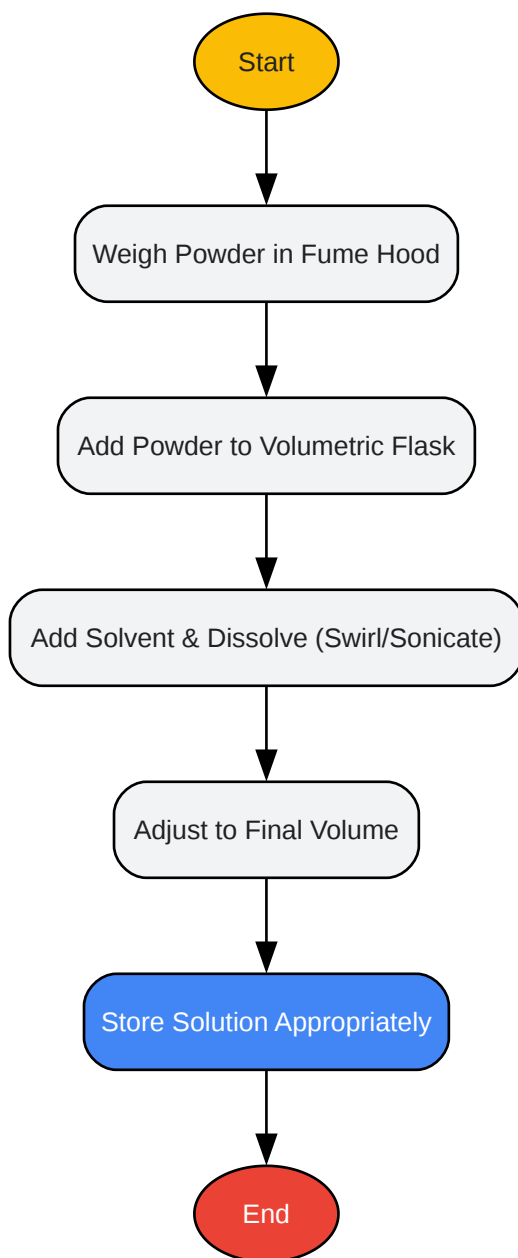 Start
Weigh Powder in Fume Hood
Add Powder to Volumetric Flask
Add Solvent & Dissolve (Swirl/Sonicate)
Adjust to Final Volume
Store Solution Appropriately
End